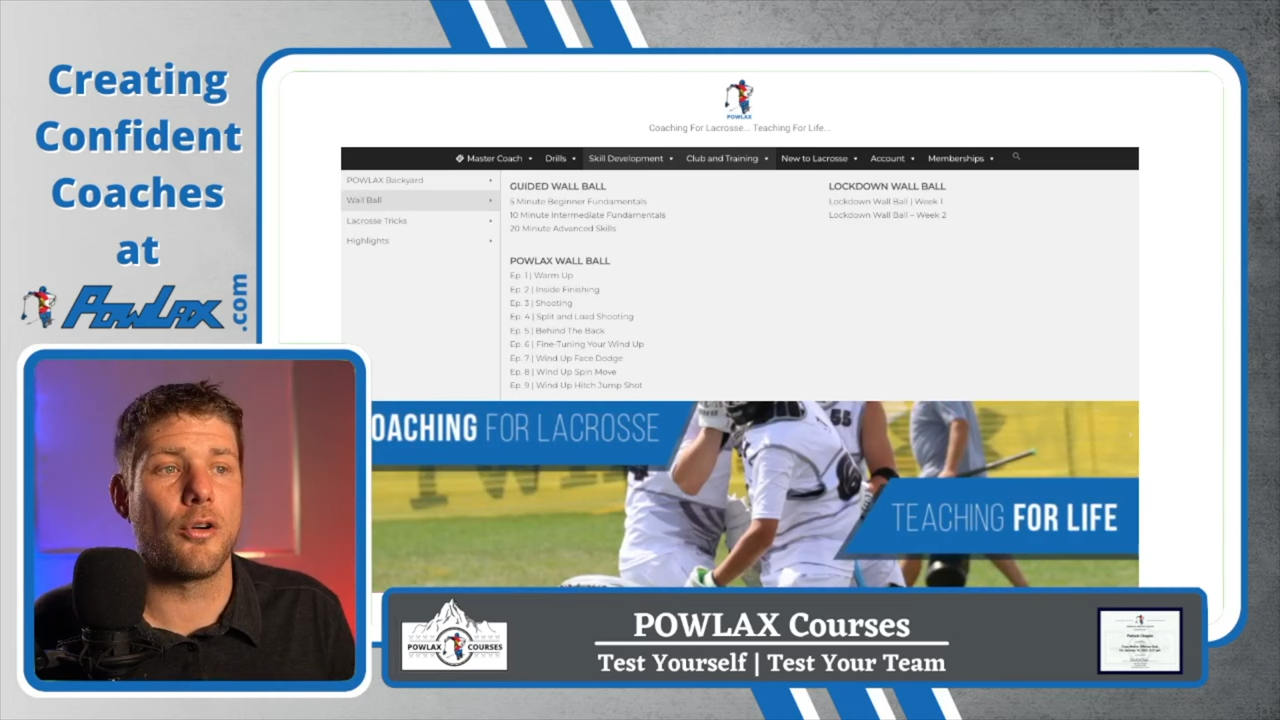 Creating
Confident
Coaches
at
POWLAX
.com
POWLAX
Coaching For Lacrosse... Teaching For Life...
Master Coach
Drills
Skill Development
Club and Training
New to Lacrosse
Account
Memberships
POWLAX Backyard
Wall Ball
Lacrosse Tricks
Highlights
GUIDED WALL BALL
5 Minute Beginner Fundamentals
10 Minute Intermediate Fundamentals
20 Minute Advanced Skills
POWLAX WALL BALL
Ep. 1 | Warm Up
Ep. 2 | Inside Finishing
Ep. 3 | Shooting
Ep. 4 | Split and Load Shooting
Ep. 5 | Behind The Back
Ep. 6 | Fine-Tuning Your Wind Up
Ep. 7 | Wind Up Face Dodge
Ep. 8 | Wind Up Spin Move
Ep. 9 | Wind Up Hitch Jump Shot
LOCKDOWN WALL BALL
Lockdown Wall Ball | Week 1
Lockdown Wall Ball – Week 2
OACHING FOR LACROSSE
55
TEACHING FOR LIFE
POWLAX COURSES
POWLAX Courses
Test Yourself | Test Your Team